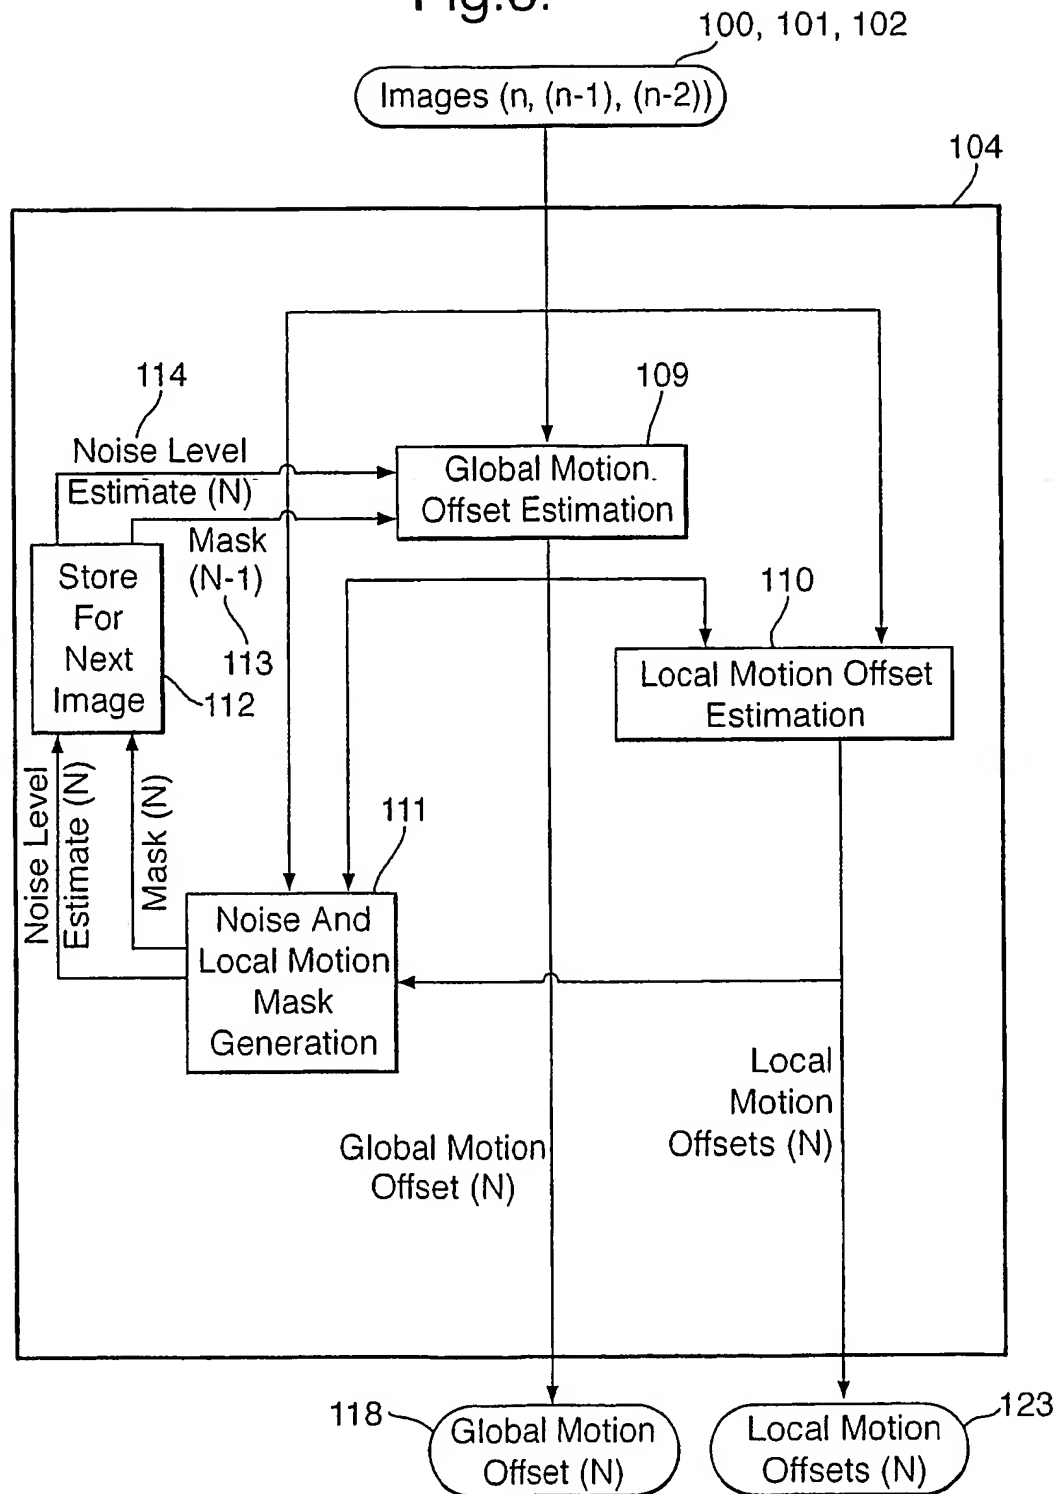 100, 101, 102
Images (n, (n-1), (n-2))
104
114
109
Noise Level
Estimate (N)
Global Motion.
Offset Estimation
Mask
(N-1)
113
Store
For
Next
Image
112
110
Local Motion Offset
Estimation
Noise Level
Estimate (N)
Mask (N)
111
Noise And
Local Motion
Mask
Generation
Local
Motion
Offsets (N)
Global Motion
Offset (N)
118
Global Motion
Offset (N)
Local Motion
Offsets (N)
123